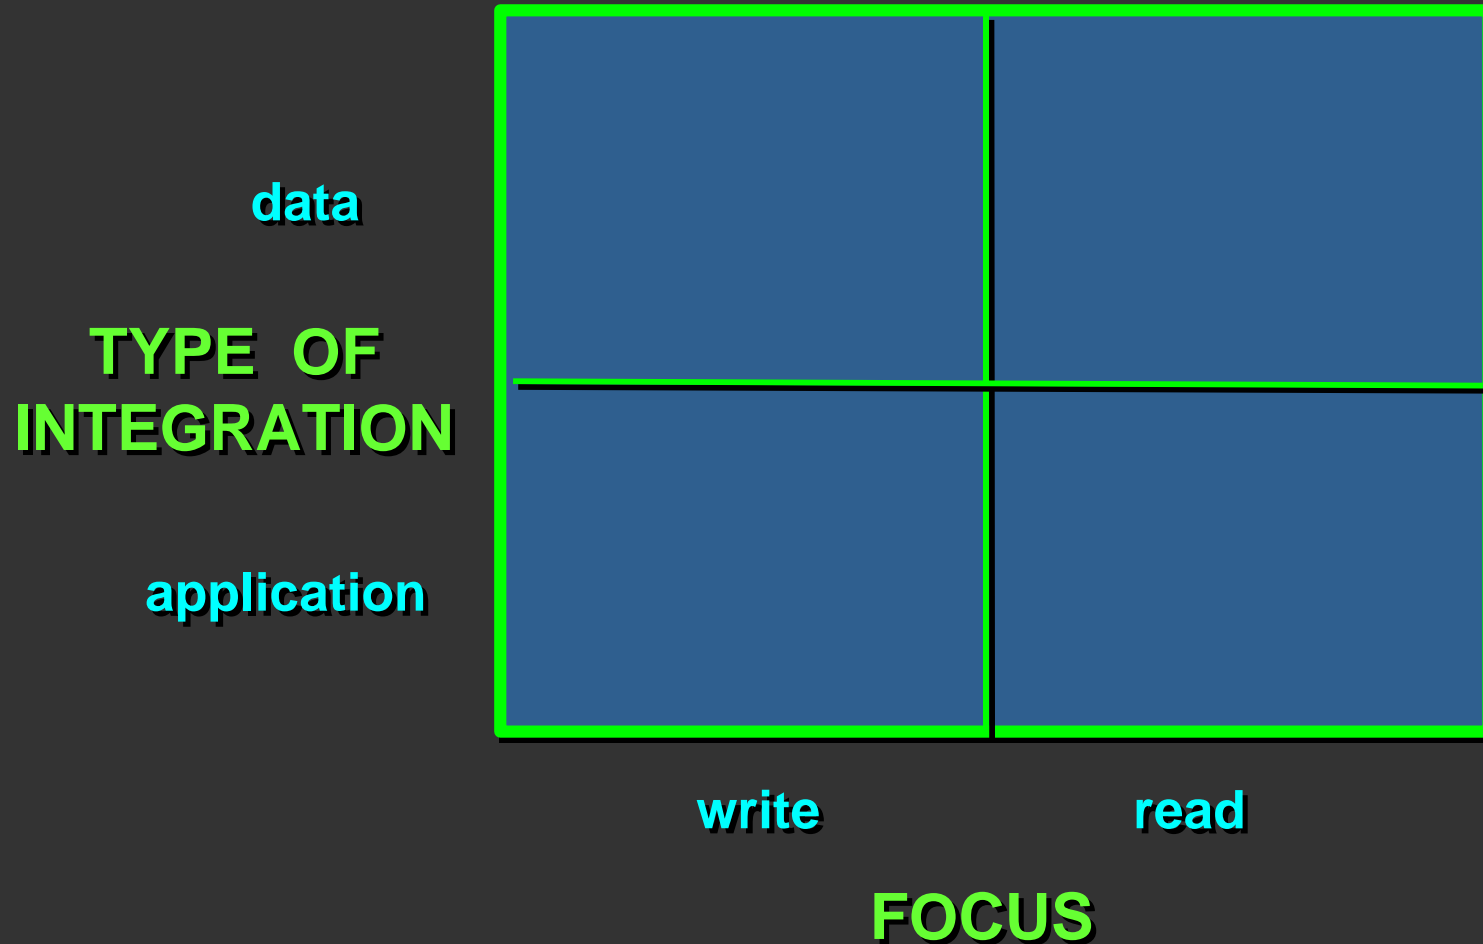 data
TYPE OF
INTEGRATION
application
write read
FOCUS